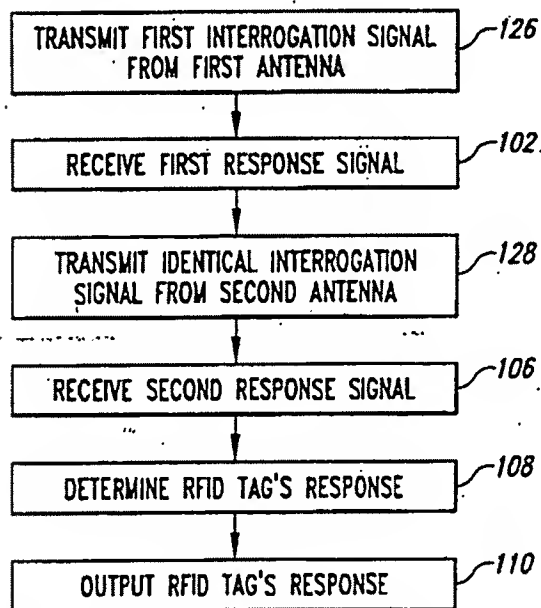 TRANSMIT FIRST INTERROGATION SIGNAL
FROM FIRST ANTENNA
126
RECEIVE FIRST RESPONSE SIGNAL
102
TRANSMIT IDENTICAL INTERROGATION
SIGNAL FROM SECOND ANTENNA
128
RECEIVE SECOND RESPONSE SIGNAL
106
DETERMINE RFID TAG'S RESPONSE
108
OUTPUT RFID TAG'S RESPONSE
110